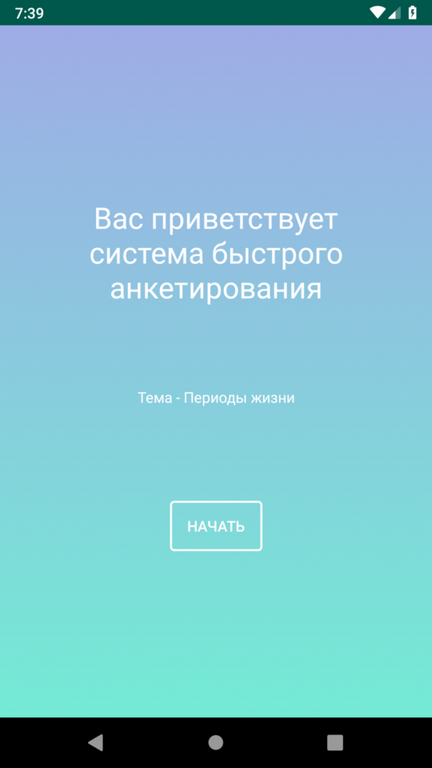 7:39
Вас приветствует
система быстрого
анкетирования
Тема - Периоды жизни
НАЧАТЬ